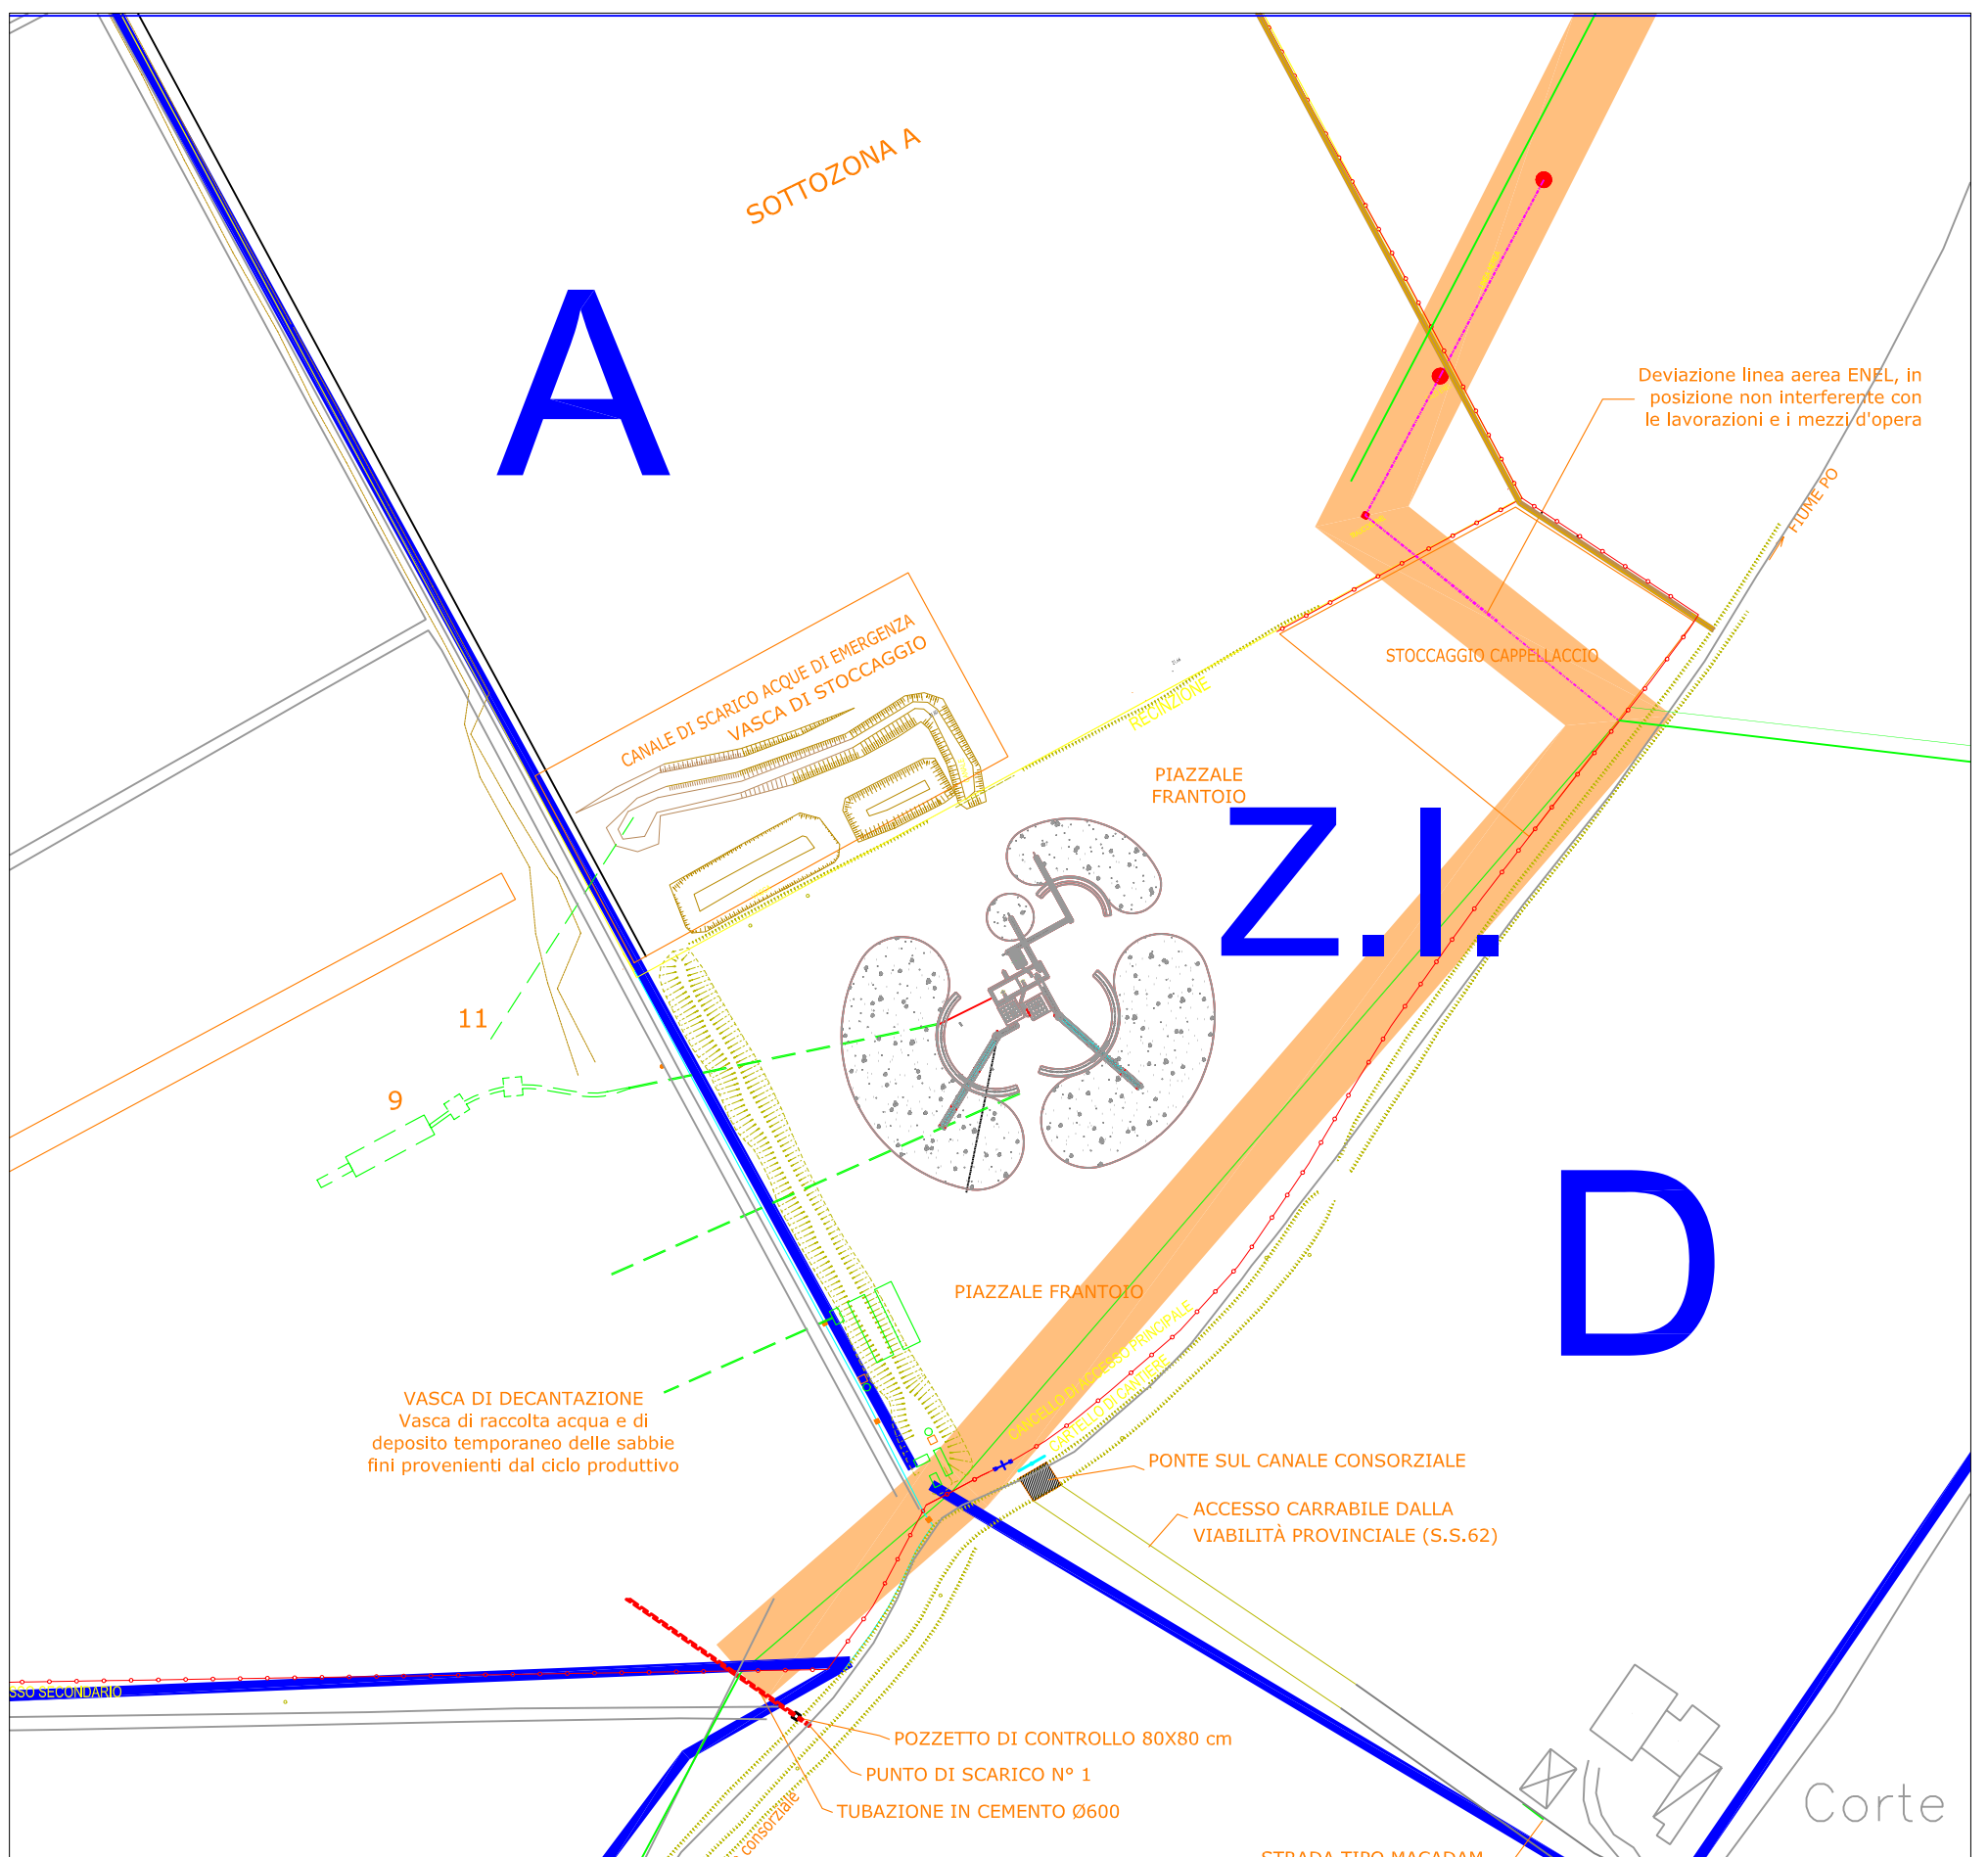 SOTTOZONA A
A
Deviazione linea aerea ENEL, in
posizione non interferente con
le lavorazioni e i mezzi d'opera
FIUME PO
CANALE DI SCARICO ACQUE DI EMERGENZA
VASCA DI STOCCAGGIO
STOCCAGGIO CAPPELLACCIO
RECINZIONE
PIAZZALE
FRANTOIO
Z.I.
11
9
D
PIAZZALE FRANTOIO
CANCELLO DI ACCESSO PRINCIPALE
CARTELLO DI CANTIERE
VASCA DI DECANTAZIONE
Vasca di raccolta acqua e di
deposito temporaneo delle sabbie
fini provenienti dal ciclo produttivo
PONTE SUL CANALE CONSORZIALE
ACCESSO CARRABILE DALLA
VIABILITÀ PROVINCIALE (S.S.62)
SSO SECONDARIO
POZZETTO DI CONTROLLO 80X80 cm
PUNTO DI SCARICO N° 1
TUBAZIONE IN CEMENTO Ø600
consorziale
Corte
STRADA TIPO MACADAM